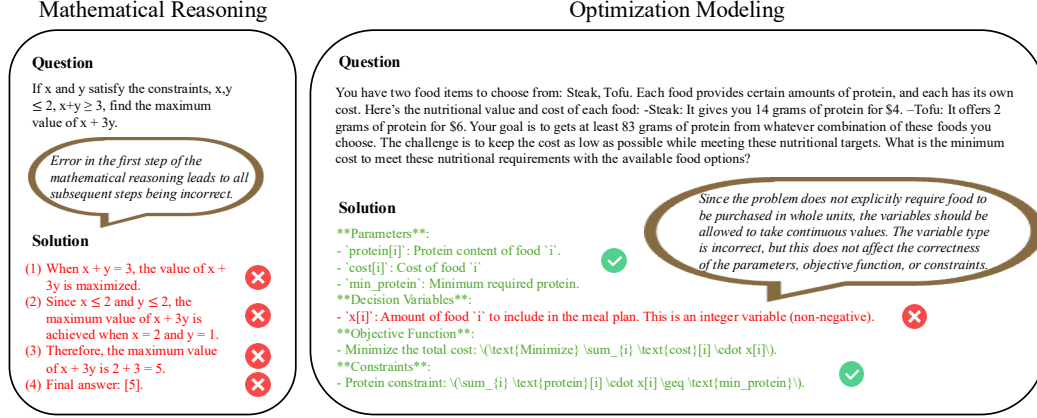 Mathematical Reasoning
Question
If x and y satisfy the constraints, x,y
≤ 2, x+y ≥ 3, find the maximum
value of x + 3y.
Error in the first step of the
mathematical reasoning leads to all
subsequent steps being incorrect.
Solution
(1) When x + y = 3, the value of x +
3y is maximized.
(2) Since x ≤ 2 and y ≤ 2, the
maximum value of x + 3y is
achieved when x = 2 and y = 1.
(3) Therefore, the maximum value
of x + 3y is 2 + 3 = 5.
(4) Final answer: [5].
Optimization Modeling
Question
You have two food items to choose from: Steak, Tofu. Each food provides certain amounts of protein, and each has its own
cost. Here's the nutritional value and cost of each food: -Steak: It gives you 14 grams of protein for $4. –Tofu: It offers 2
grams of protein for $6. Your goal is to gets at least 83 grams of protein from whatever combination of these foods you
choose. The challenge is to keep the cost as low as possible while meeting these nutritional targets. What is the minimum
cost to meet these nutritional requirements with the available food options?
Since the problem does not explicitly require food to
be purchased in whole units, the variables should be
allowed to take continuous values. The variable
type is incorrect, but this does not affect the correctness
of the parameters, objective function, or constraints.
Solution
**Parameters**:
- `protein[i]`: Protein content of food `i`.
- `cost[i]`: Cost of food `i`
- `min_protein`: Minimum required protein.
**Decision Variables**:
- `x[i]`: Amount of food `i` to include in the meal plan. This is an integer variable (non-negative).
**Objective Function**:
- Minimize the total cost: \(\text{Minimize} \sum_{i} \text{cost}[i] \cdot x[i]\).
**Constraints**:
- Protein constraint: \(\sum_{i} \text{protein}[i] \cdot x[i] \geq \text{min_protein}\).